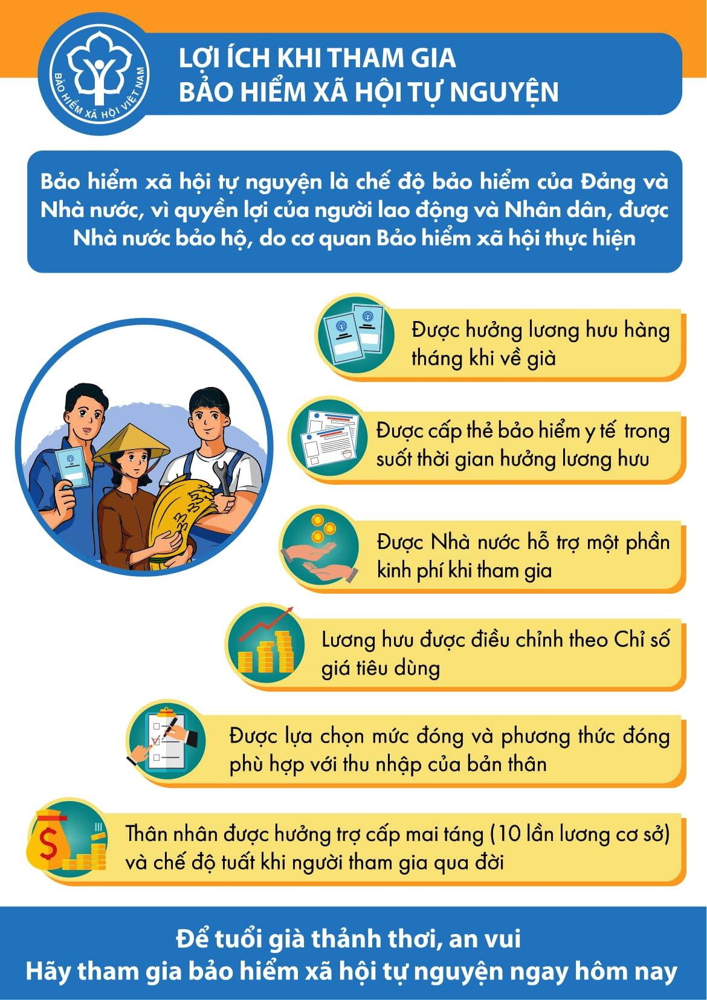 BẢO HIỂM XÃ HỘI VIỆT NAM
LỢI ÍCH KHI THAM GIA
BẢO HIỂM XÃ HỘI TỰ NGUYỆN
Bảo hiểm xã hội tự nguyện là chế độ bảo hiểm của Đảng và
Nhà nước, vì quyền lợi của người lao động và Nhân dân, được
Nhà nước bảo hộ, do cơ quan Bảo hiểm xã hội thực hiện
Được hưởng lương hưu hàng
tháng khi về già
Được cấp thẻ bảo hiểm y tế trong
suốt thời gian hưởng lương hưu
Được Nhà nước hỗ trợ một phần
kinh phí khi tham gia
Lương hưu được điều chỉnh theo Chỉ số
giá tiêu dùng
Được lựa chọn mức đóng và phương thức đóng
phù hợp với thu nhập của bản thân
$
Thân nhân được hưởng trợ cấp mai táng (10 lần lương cơ sở)
và chế độ tuất khi người tham gia qua đời
Để tuổi già thảnh thơi, an vui
Hãy tham gia bảo hiểm xã hội tự nguyện ngay hôm nay